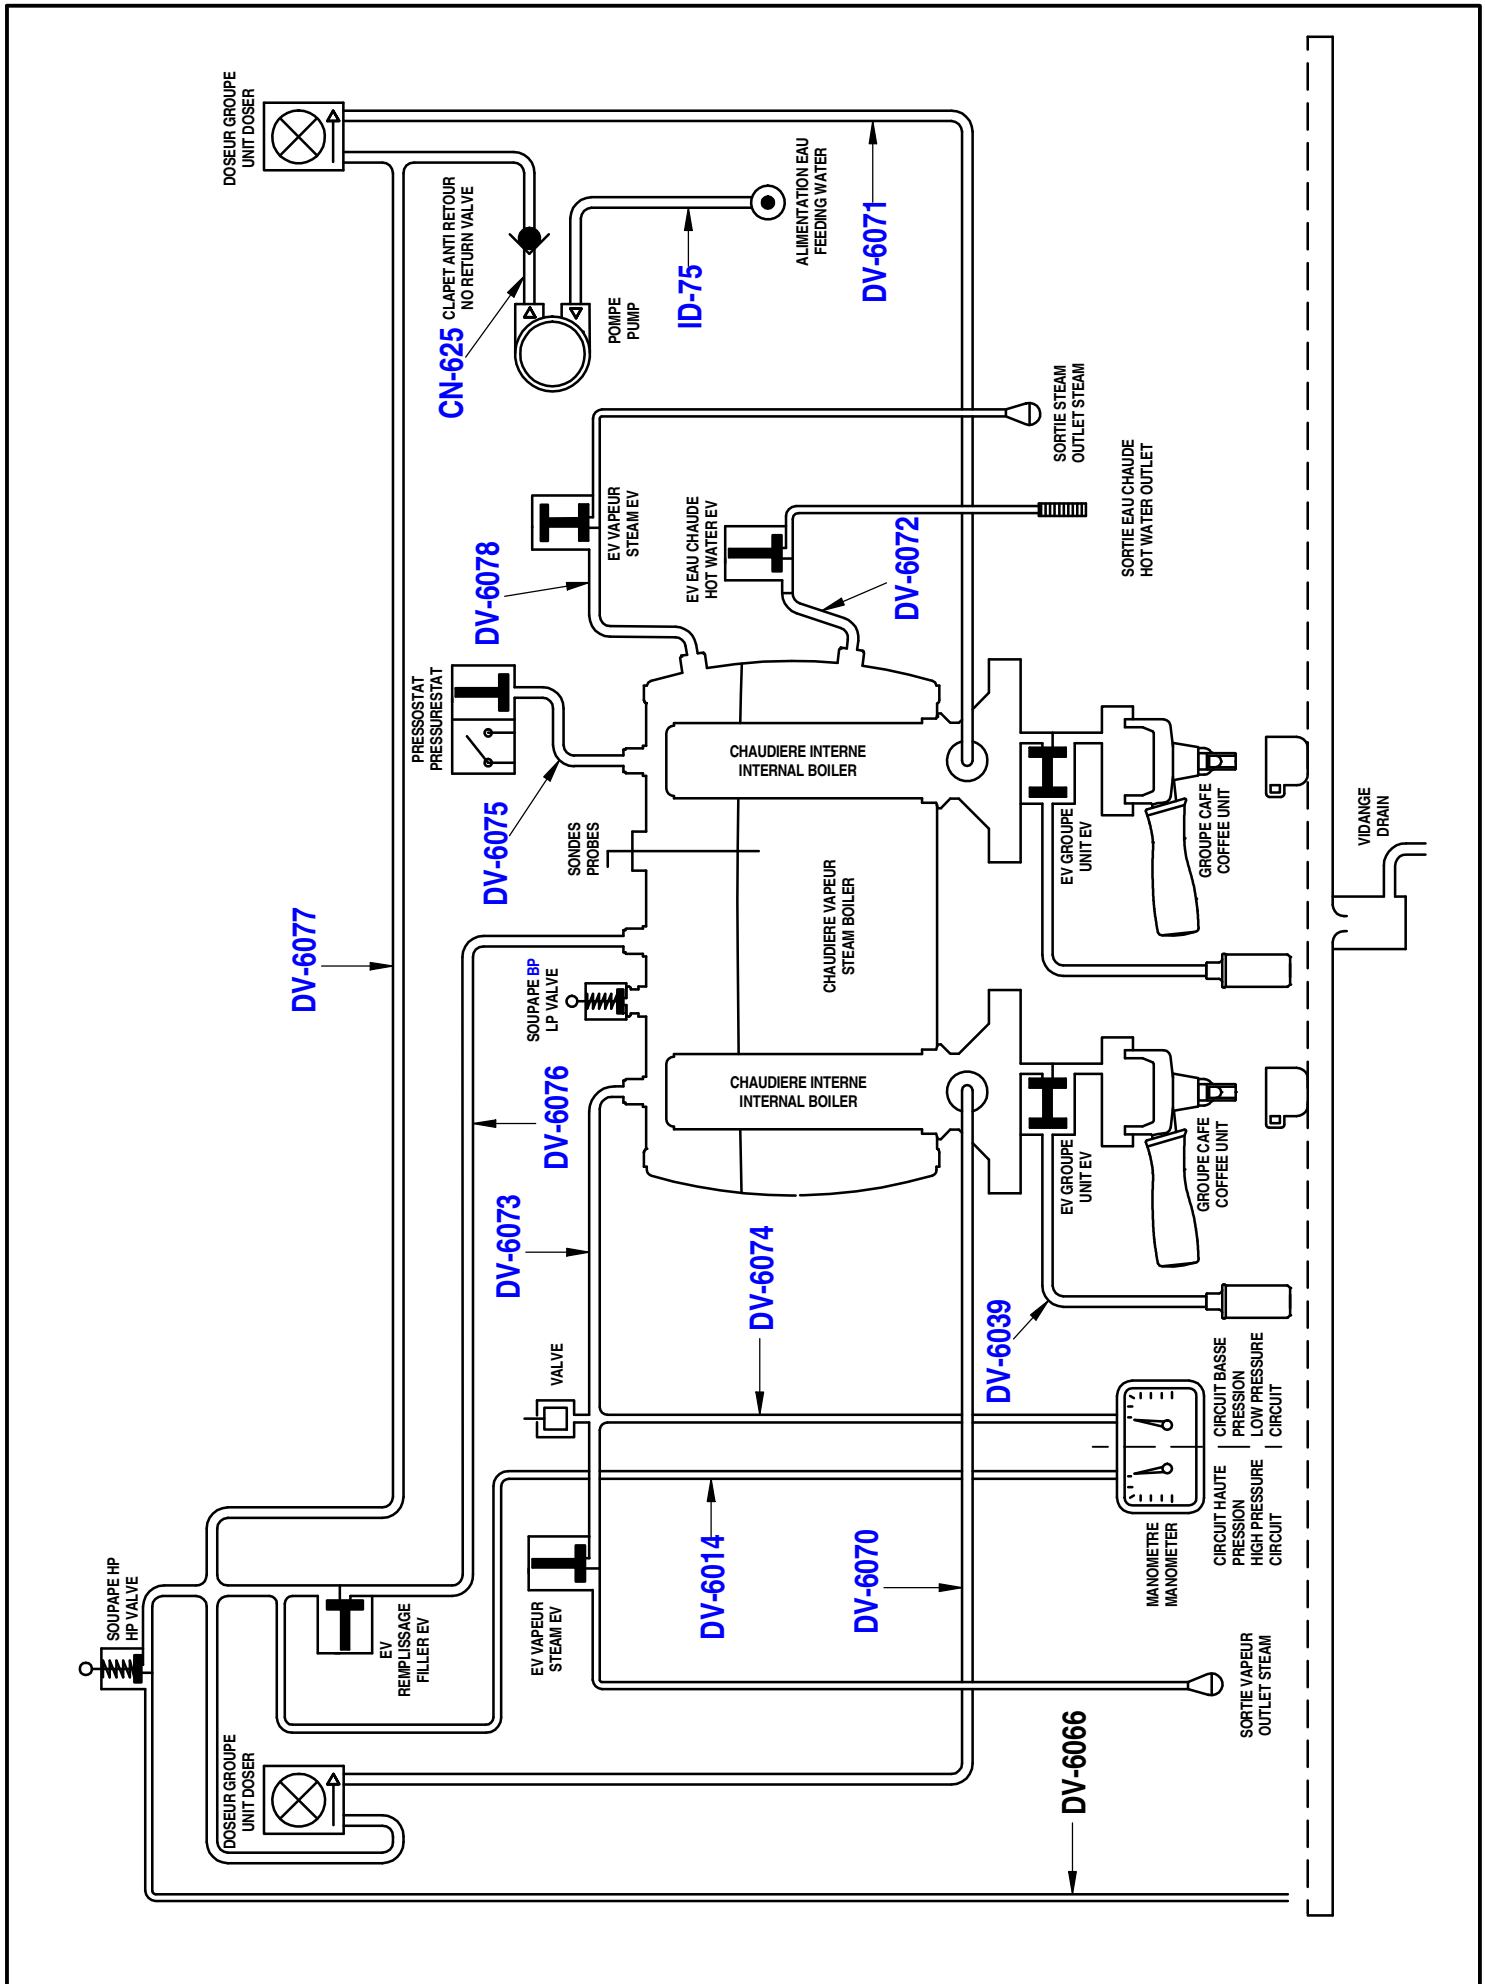 SOUPAPE HP
HP VALVE
DOSEUR GROUPE
UNIT DOSER
EV
REMPLISSAGE
FILLER EV
DV-6077
DOSEUR GROUPE
UNIT DOSER
CN-625
CLAPET ANTI RETOUR
NO RETURN VALVE
POMPE
PUMP
ID-75
ALIMENTATION EAU
FEEDING WATER
DV-6071
EV VAPEUR
STEAM EV
VALVE
DV-6073
DV-6076
SOUPAPE BP
LP VALVE
SONDES
PROBES
DV-6075
PRESSOSTAT
PRESSURESTAT
DV-6078
EV VAPEUR
STEAM EV
EV EAU CHAUDE
HOT WATER EV
DV-6072
SORTIE STEAM
OUTLET STEAM
SORTIE EAU CHAUDE
HOT WATER OUTLET
DV-6014
DV-6074
DV-6070
DV-6039
CHAUDIERE INTERNE
INTERNAL BOILER
CHAUDIERE VAPEUR
STEAM BOILER
CHAUDIERE INTERNE
INTERNAL BOILER
DV-6066
SORTIE VAPEUR
OUTLET STEAM
MANOMETRE
MANOMETER
CIRCUIT HAUTE
PRESSION
HIGH PRESSURE
CIRCUIT
CIRCUIT BASSE
PRESSION
LOW PRESSURE
CIRCUIT
EV GROUPE
UNIT EV
GROUPE CAFE
COFFEE UNIT
EV GROUPE
UNIT EV
GROUPE CAFE
COFFEE UNIT
VIDANGE
DRAIN